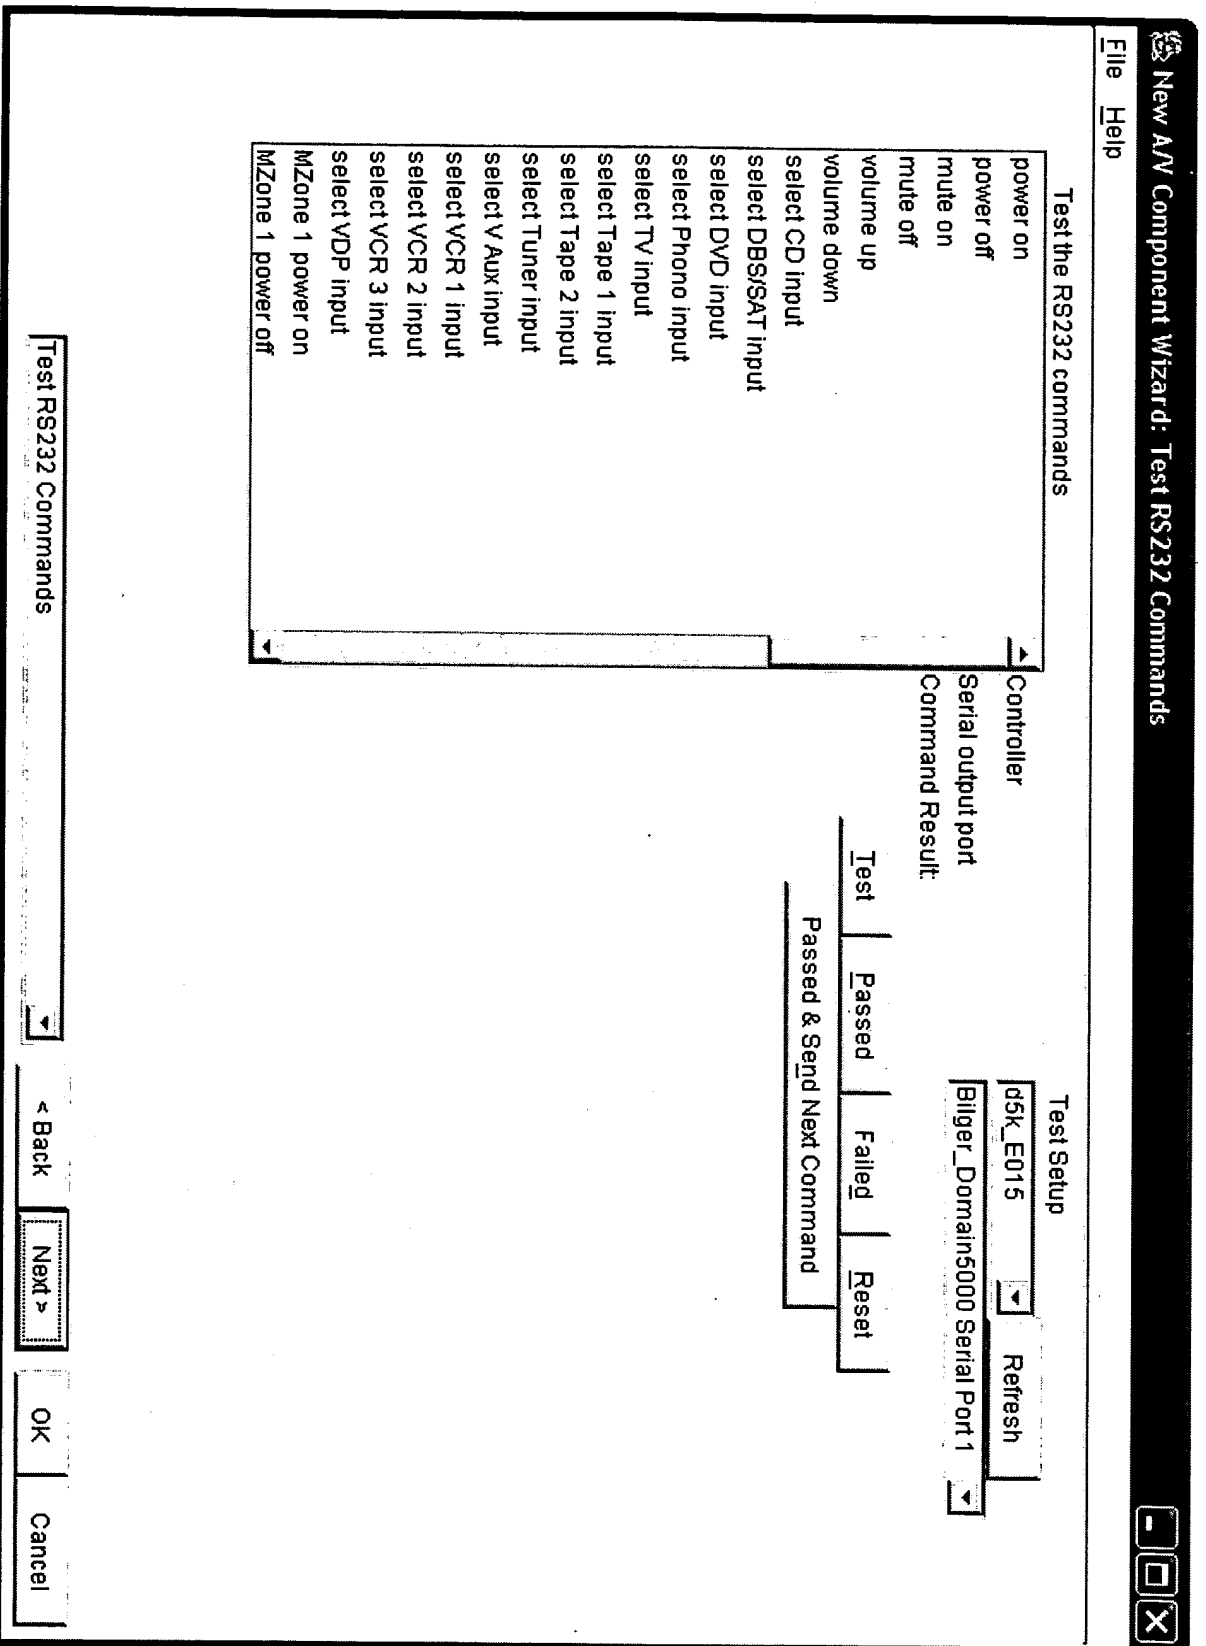 New A/V Component Wizard: Test RS232 Commands
File Help
Test the RS232 commands
power on
power off
mute on
mute off
volume up
volume down
select CD input
select DBS/SAT input
select DVD input
select Phono input
select TV input
select Tape 1 input
select Tape 2 input
select Tuner input
select V Aux input
select VCR 1 input
select VCR 2 input
select VCR 3 input
select VDP input
MZone 1 power on
MZone 1 power off
Test Setup
Controller d5k_E015 Refresh
Serial output port Bilger_Domain5000 Serial Port 1
Command Result:
Test Passed Failed Reset
Passed & Send Next Command
Test RS232 Commands < Back Next > OK Cancel